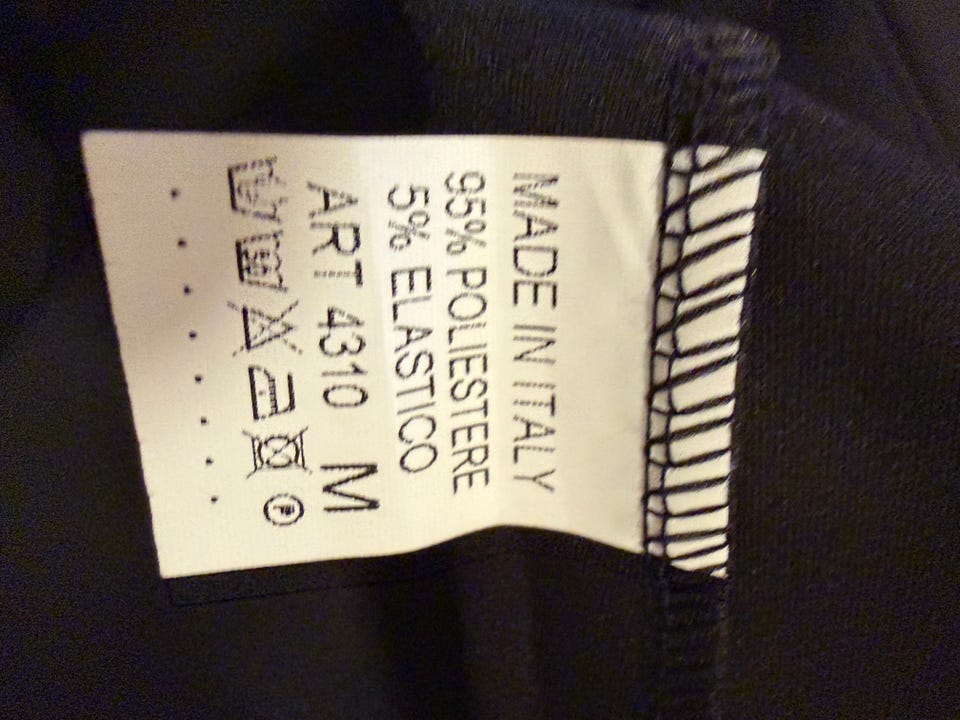 MADE IN ITALY
95% POLIESTERE
5% ELASTICO
ART 4310 M
P